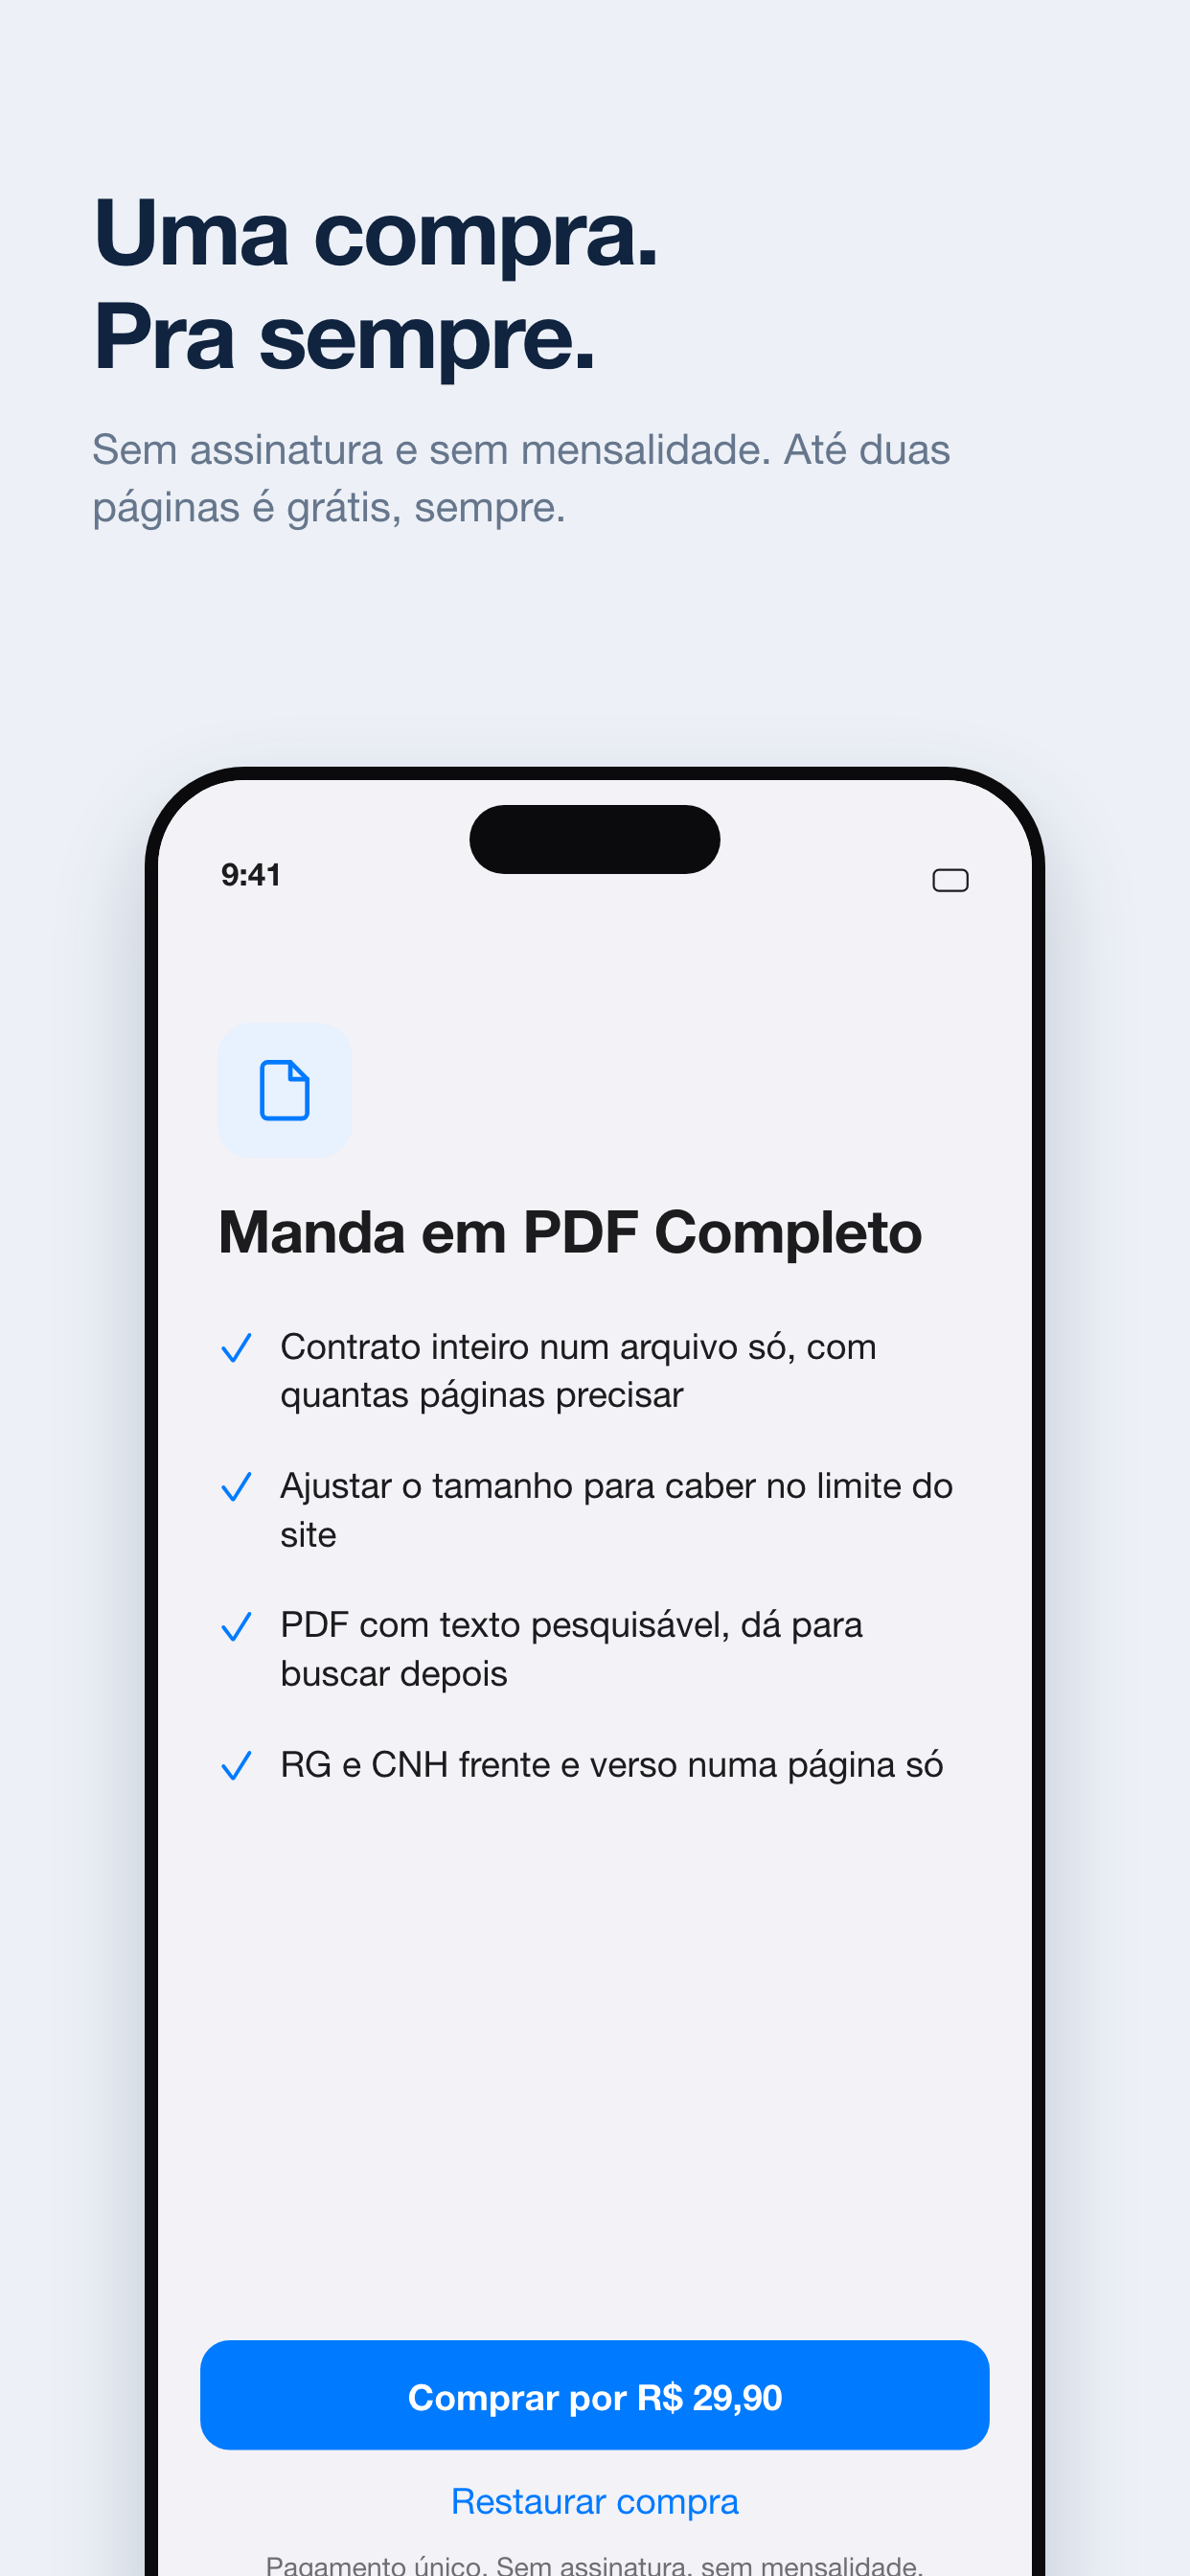 Uma compra.
Pra sempre.
Sem assinatura e sem mensalidade. Até duas
páginas é grátis, sempre.
9:41
Manda em PDF Completo
Contrato inteiro num arquivo só, com
quantas páginas precisar
Ajustar o tamanho para caber no limite do
site
PDF com texto pesquisável, dá para
buscar depois
RG e CNH frente e verso numa página só
Comprar por R$ 29,90
Restaurar compra
Pagamento único. Sem assinatura, sem mensalidade.